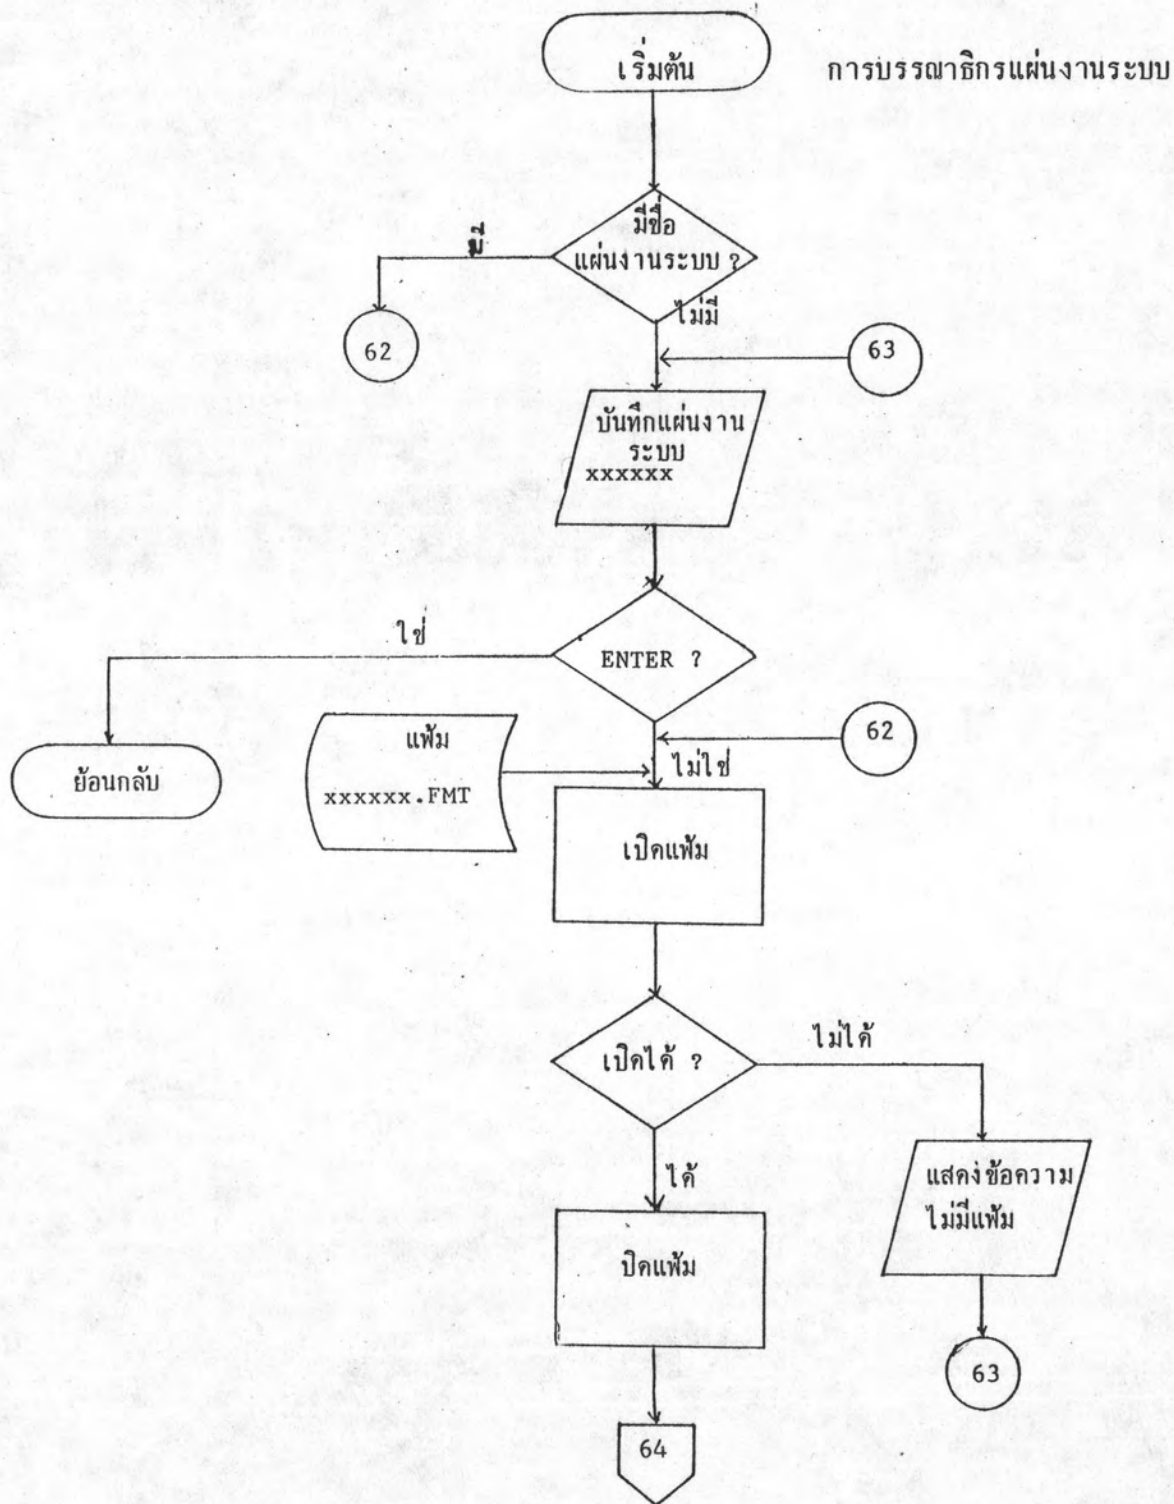 เริ่มต้น
การบรรณาธิกรแผ่นงานระบบ
มีชื่อ
แผ่นงานระบบ ?
มี
ไม่มี
62
63
บันทึกแผ่นงาน
ระบบ
xxxxxx
ใช่
ENTER ?
62
แฟ้ม
ไม่ใช่
ย้อนกลับ
xxxxxx.FMT
เปิดแฟ้ม
ไม่ได้
เปิดได้ ?
ได้
แสดงข้อความ
ไม่มีแฟ้ม
ปิดแฟ้ม
63
64